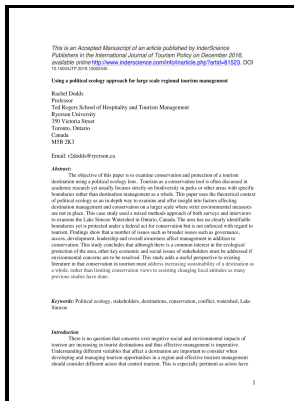 This is an Accepted Manuscript of an article published by InderScience
Publishers in the International Journal of Tourism Policy on December 2016,
available online http://www.inderscience.com/info/inarticle.php?artid=81523. DOI
10.1504/IJTP.2016.10002545
Using a political ecology approach for large scale regional tourism management
Rachel Dodds
Professor
Ted Rogers School of Hospitality and Tourism Management
Ryerson University
350 Victoria Street
Toronto, Ontario
Canada
M5B 2K3
Email: r2dodds@ryerson.ca
Abstract:
The objective of this paper is to examine conservation and protection of a tourism
destination using a political ecology lens. Tourism as a conservation tool is often discussed in
academic research yet usually focuses strictly on biodiversity in parks or other areas with specific
boundaries rather than destination management as a whole. This paper uses the theoretical context
of political ecology as an in-depth way to examine and offer insight into factors affecting
destination management and conservation on a larger scale where strict environmental measures
are not in place. This case study used a mixed methods approach of both surveys and interviews
to examine the Lake Simcoe Watershed in Ontario, Canada. The area has no clearly identifiable
boundaries yet is protected under a federal act for conservation but is not enforced with regard to
tourism. Findings show that a number of issues such as broader issues such as governance,
access, development, leadership and overall awareness affect management in addition to
conservation. This study concludes that although there is a common interest in the ecological
protection of the area, other key economic and social issues of stakeholders must be addressed if
environmental concerns are to be resolved. This study adds a useful perspective to existing
literature in that conservation in tourism must address increasing sustainability of a destination as
a whole, rather than limiting conservation views to assisting changing local attitudes as many
previous studies have done.
Keywords: Political ecology, stakeholders, destinations, conservation, conflict, watershed, Lake
Simcoe
Introduction
There is no question that concerns over negative social and environmental impacts of
tourism are increasing in tourist destinations and thus effective management is imperative.
Understanding different variables that affect a destination are important to consider when
developing and managing tourism opportunities in a region and effective tourism management
should consider different actors that control tourism. This is especially pertinent as actors have
1